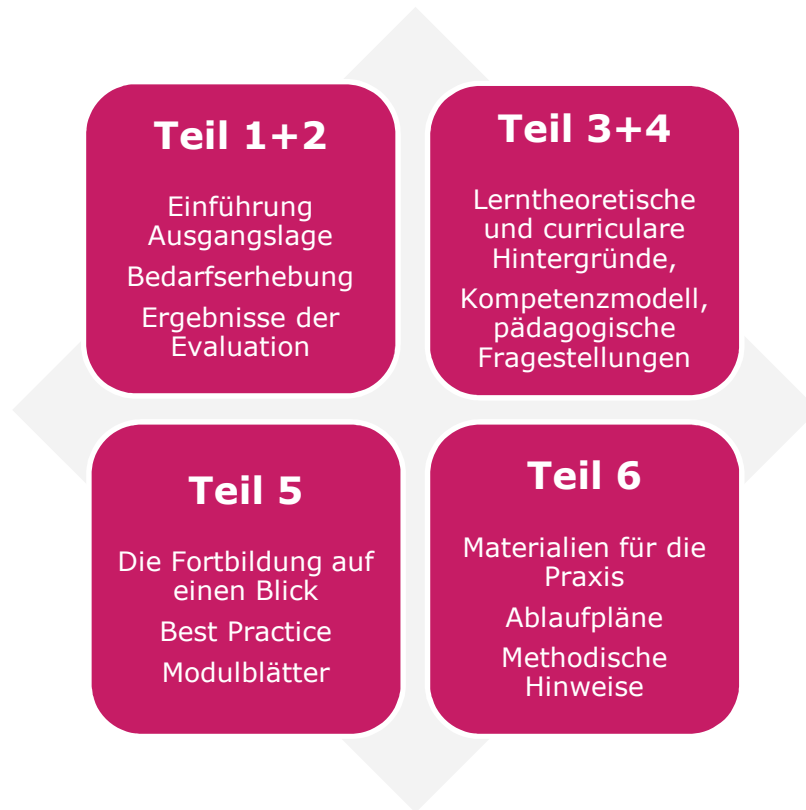 Teil 1+2
Einführung
Ausgangslage
Bedarfserhebung
Ergebnisse der
Evaluation
Teil 3+4
Lerntheoretische
und curriculare
Hintergründe,
Kompetenzmodell,
pädagogische
Fragestellungen
Teil 5
Die Fortbildung auf
einen Blick
Best Practice
Modulblätter
Teil 6
Materialien für die
Praxis
Ablaufpläne
Methodische
Hinweise